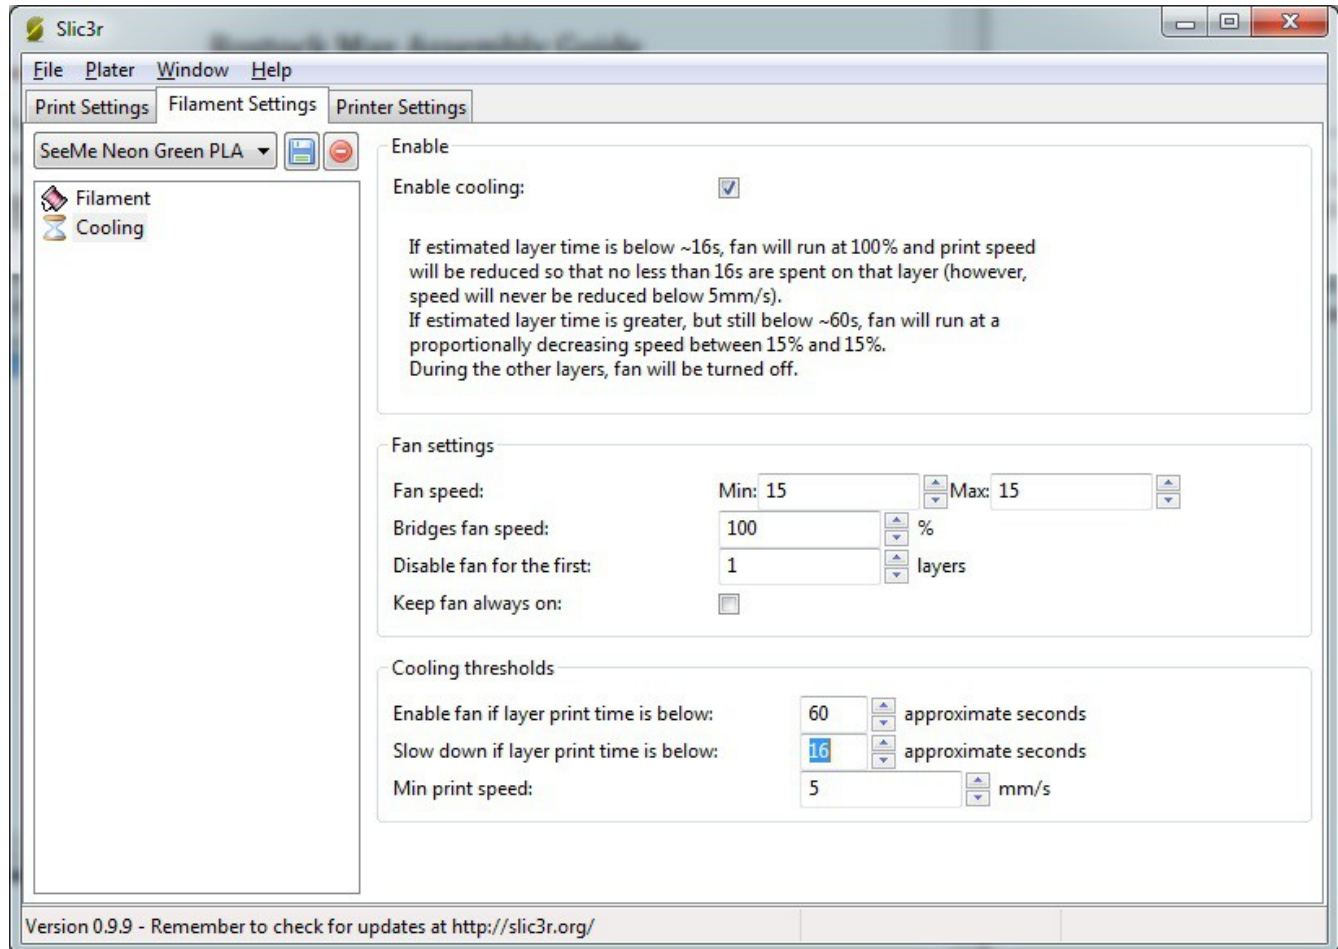 Slic3r
Rostock Max Assembly Guide
File Plater Window Help
Print Settings Filament Settings Printer Settings
SeeMe Neon Green PLA
Filament
Cooling
Enable
Enable cooling:
If estimated layer time is below ~16s, fan will run at 100% and print speed
will be reduced so that no less than 16s are spent on that layer (however,
speed will never be reduced below 5mm/s).
If estimated layer time is greater, but still below ~60s, fan will run at a
proportionally decreasing speed between 15% and 15%.
During the other layers, fan will be turned off.
Fan settings
Fan speed: Min: 15 Max: 15
Bridges fan speed: 100 %
Disable fan for the first: 1 layers
Keep fan always on:
Cooling thresholds
Enable fan if layer print time is below: 60 approximate seconds
Slow down if layer print time is below: 16 approximate seconds
Min print speed: 5 mm/s
Version 0.9.9 - Remember to check for updates at http://slic3r.org/